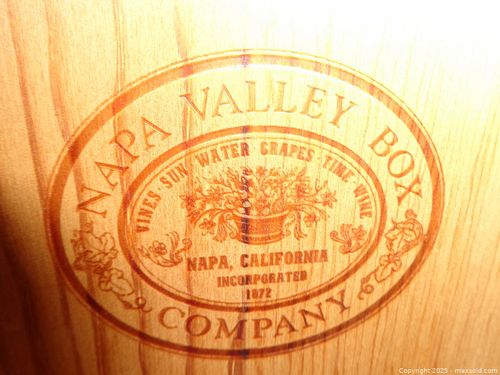 NAPA VALLEY BOX
COMPANY
VINES SUN WATER GRAPES TIME WINE
NAPA, CALIFORNIA
INCORPORATED
1872
Copyright 2025 - maxsold.com